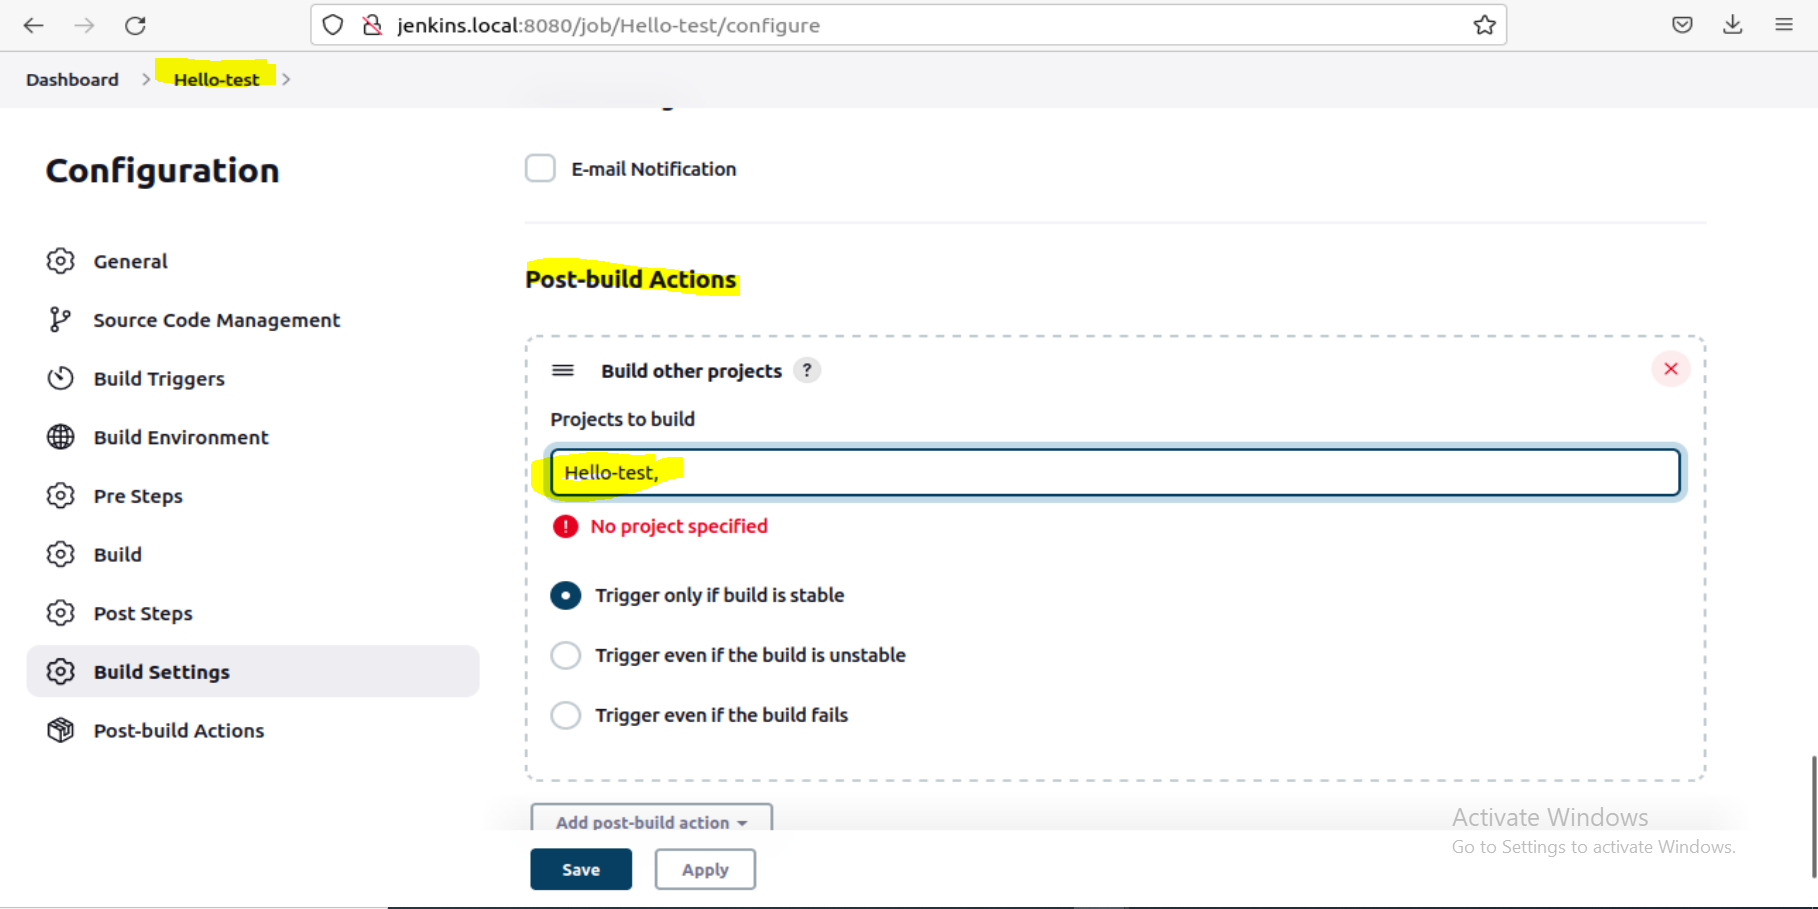 jenkins.local:8080/job/Hello-test/configure
Dashboard > Hello-test >
Configuration
General
Source Code Management
Build Triggers
Build Environment
Pre Steps
Build
Post Steps
Build Settings
Post-build Actions
E-mail Notification
Post-build Actions
Build other projects ?
Projects to build
Hello-test,
No project specified
Trigger only if build is stable
Trigger even if the build is unstable
Trigger even if the build fails
Add post-build action
Save Apply
Activate Windows
Go to Settings to activate Windows.